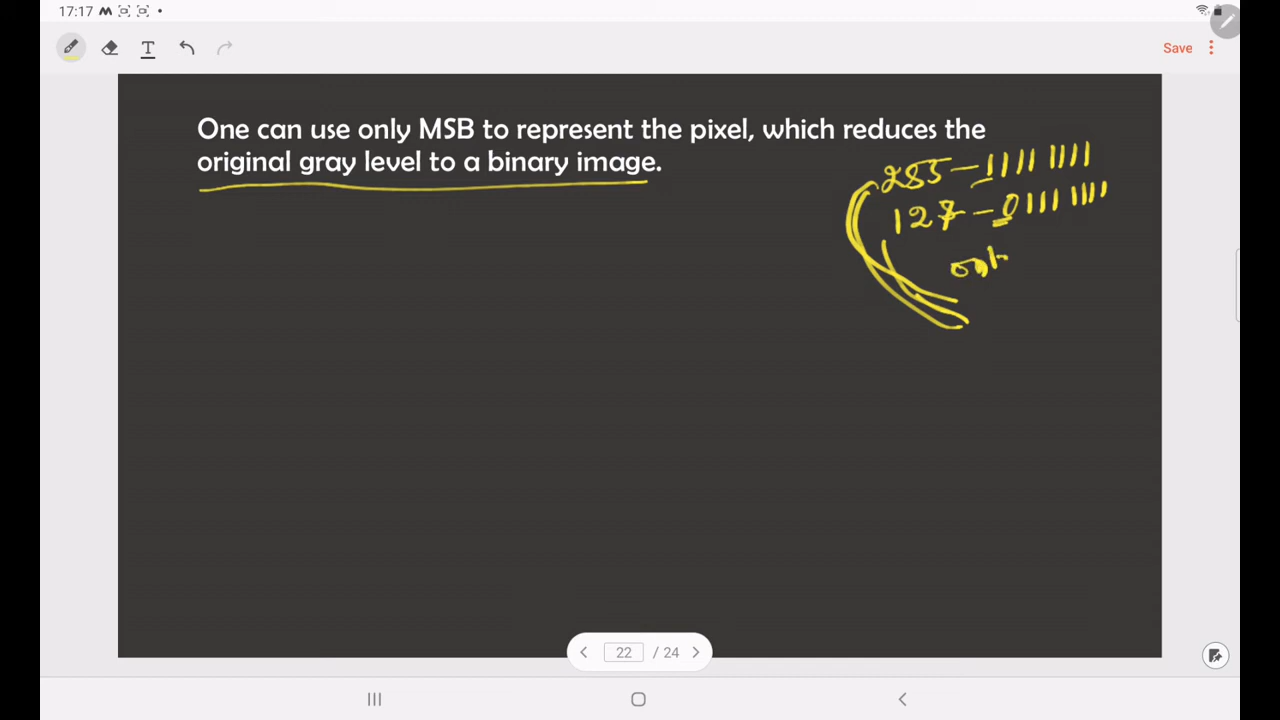 17:17
Save
One can use only MSB to represent the pixel, which reduces the
original gray level to a binary image.
255 - 1111 1111
127 - 0111 1111
22 / 24